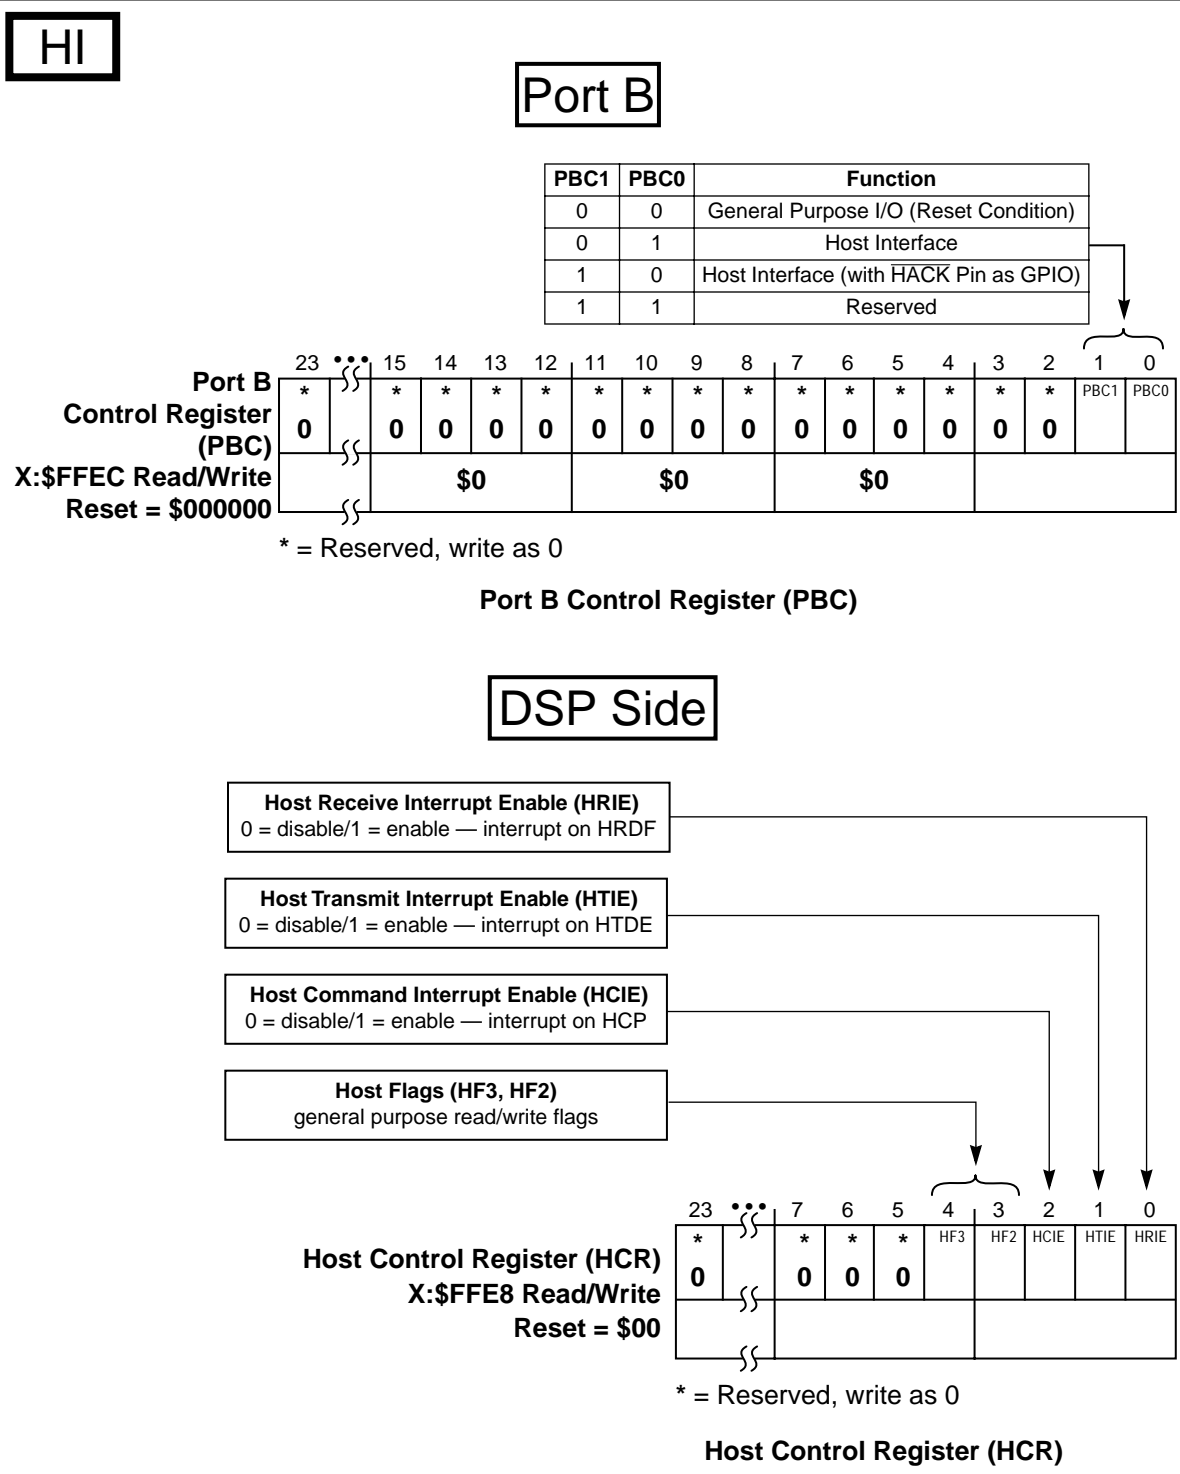 HI
Port B
PBC1 PBC0 Function
0 0 General Purpose I/O (Reset Condition)
0 1 Host Interface
1 0 Host Interface (with HACK Pin as GPIO)
1 1 Reserved
23 ••• 15 14 13 12 11 10 9 8 7 6 5 4 3 2 1 0
Port B
Control Register
(PBC)
X:$FFEC Read/Write
Reset = $000000
* * * * * * * * * * * * * * * PBC1 PBC0
0 0 0 0 0 0 0 0 0 0 0 0 0 0 0
$0 $0 $0
* = Reserved, write as 0
Port B Control Register (PBC)
DSP Side
Host Receive Interrupt Enable (HRIE)
0 = disable/1 = enable — interrupt on HRDF
Host Transmit Interrupt Enable (HTIE)
0 = disable/1 = enable — interrupt on HTDE
Host Command Interrupt Enable (HCIE)
0 = disable/1 = enable — interrupt on HCP
Host Flags (HF3, HF2)
general purpose read/write flags
23 ••• 7 6 5 4 3 2 1 0
* * * * HF3 HF2 HCIE HTIE HRIE
0 0 0 0
Host Control Register (HCR)
X:$FFE8 Read/Write
Reset = $00
* = Reserved, write as 0
Host Control Register (HCR)